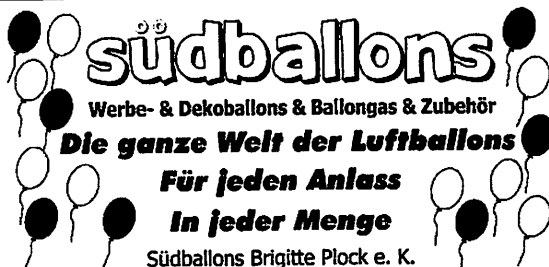 südballons
Werbe- & Dekoballons & Ballongas & Zubehör
Die ganze Welt der Luftballons
Für jeden Anlass
In jeder Menge
Südballons Brigitte Plock e. K.